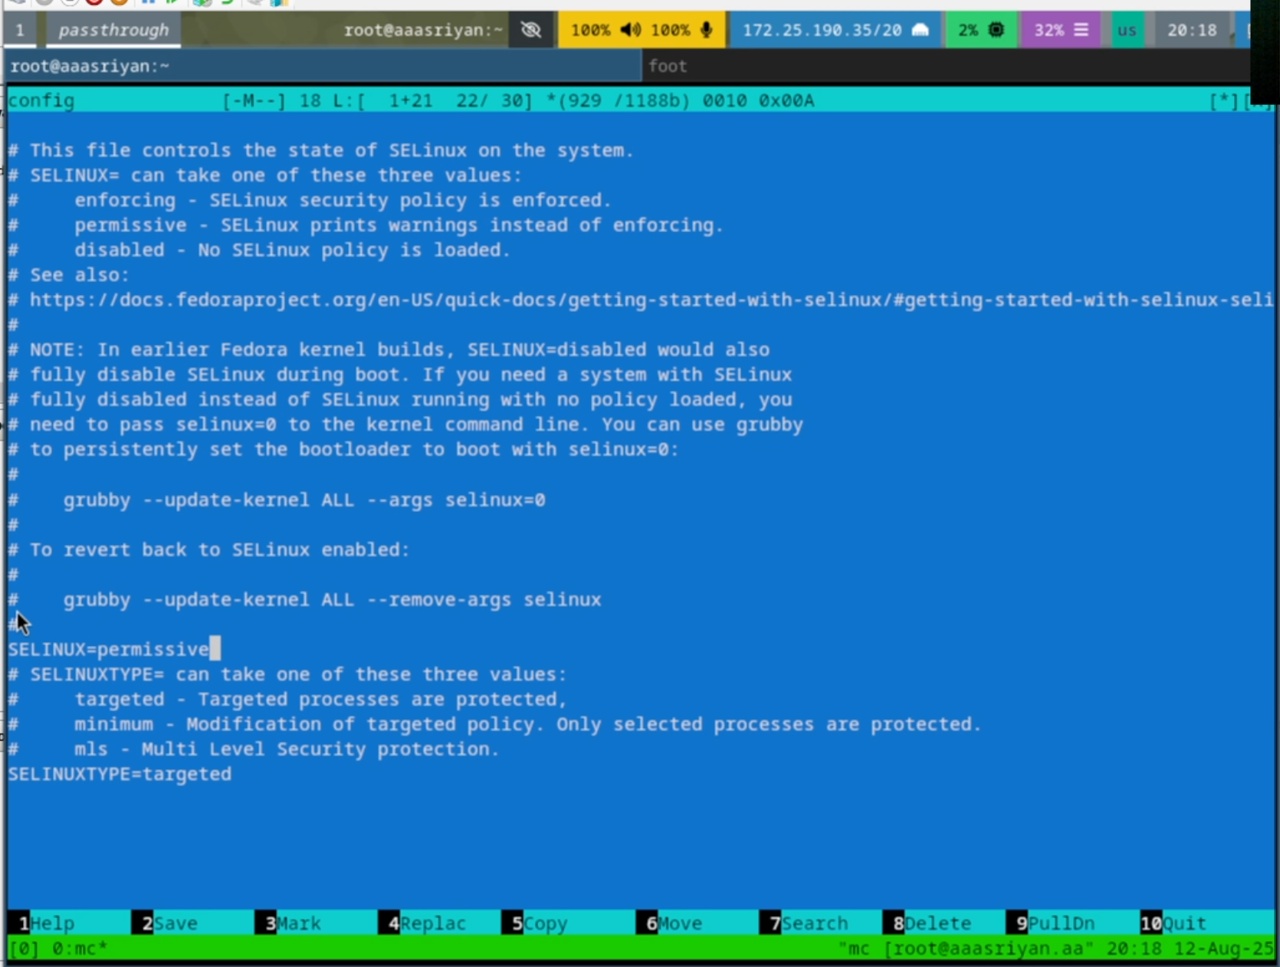 1 passthrough root@aaasriyan:~ 100% 100% 172.25.190.35/20 2% 32% us 20:18
root@aaasriyan:~ foot
config [-M--] 18 L:[ 1+21 22/ 30] *(929 /1188b) 0010 0x00A [*]
# This file controls the state of SELinux on the system.
# SELINUX= can take one of these three values:
# enforcing - SELinux security policy is enforced.
# permissive - SELinux prints warnings instead of enforcing.
# disabled - No SELinux policy is loaded.
# See also:
# https://docs.fedoraproject.org/en-US/quick-docs/getting-started-with-selinux/#getting-started-with-selinux-seli
#
# NOTE: In earlier Fedora kernel builds, SELINUX=disabled would also
# fully disable SELinux during boot. If you need a system with SELinux
# fully disabled instead of SELinux running with no policy loaded, you
# need to pass selinux=0 to the kernel command line. You can use grubby
# to persistently set the bootloader to boot with selinux=0:
#
# grubby --update-kernel ALL --args selinux=0
#
# To revert back to SELinux enabled:
#
# grubby --update-kernel ALL --remove-args selinux
#
SELINUX=permissive
# SELINUXTYPE= can take one of these three values:
# targeted - Targeted processes are protected,
# minimum - Modification of targeted policy. Only selected processes are protected.
# mls - Multi Level Security protection.
SELINUXTYPE=targeted
1Help 2Save 3Mark 4Replac 5Copy 6Move 7Search 8Delete 9PullDn 10Quit
[0] 0:mc* "mc [root@aaasriyan.aa" 20:18 12-Aug-25